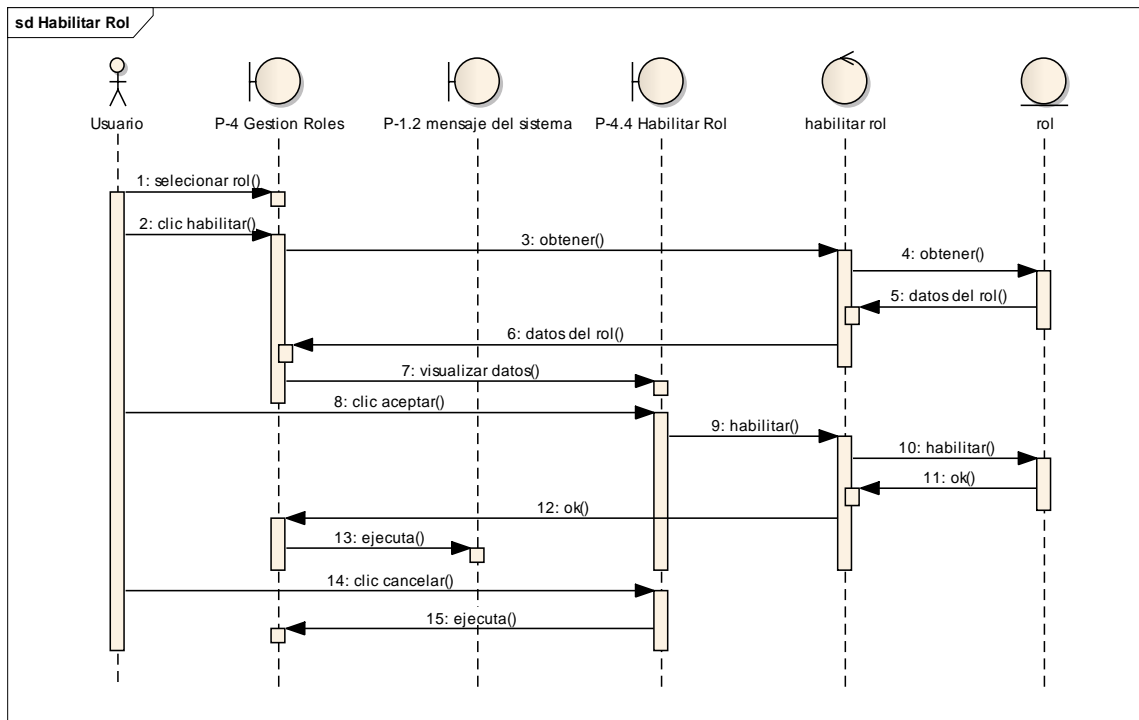 sd Habilitar Rol
Usuario
P-4 Gestion Roles
P-1.2 mensaje del sistema
P-4.4 Habilitar Rol
habilitar rol
rol
1: selecionar rol()
2: clic habilitar()
3: obtener()
4: obtener()
5: datos del rol()
6: datos del rol()
7: visualizar datos()
8: clic aceptar()
9: habilitar()
10: habilitar()
11: ok()
12: ok()
13: ejecuta()
14: clic cancelar()
15: ejecuta()